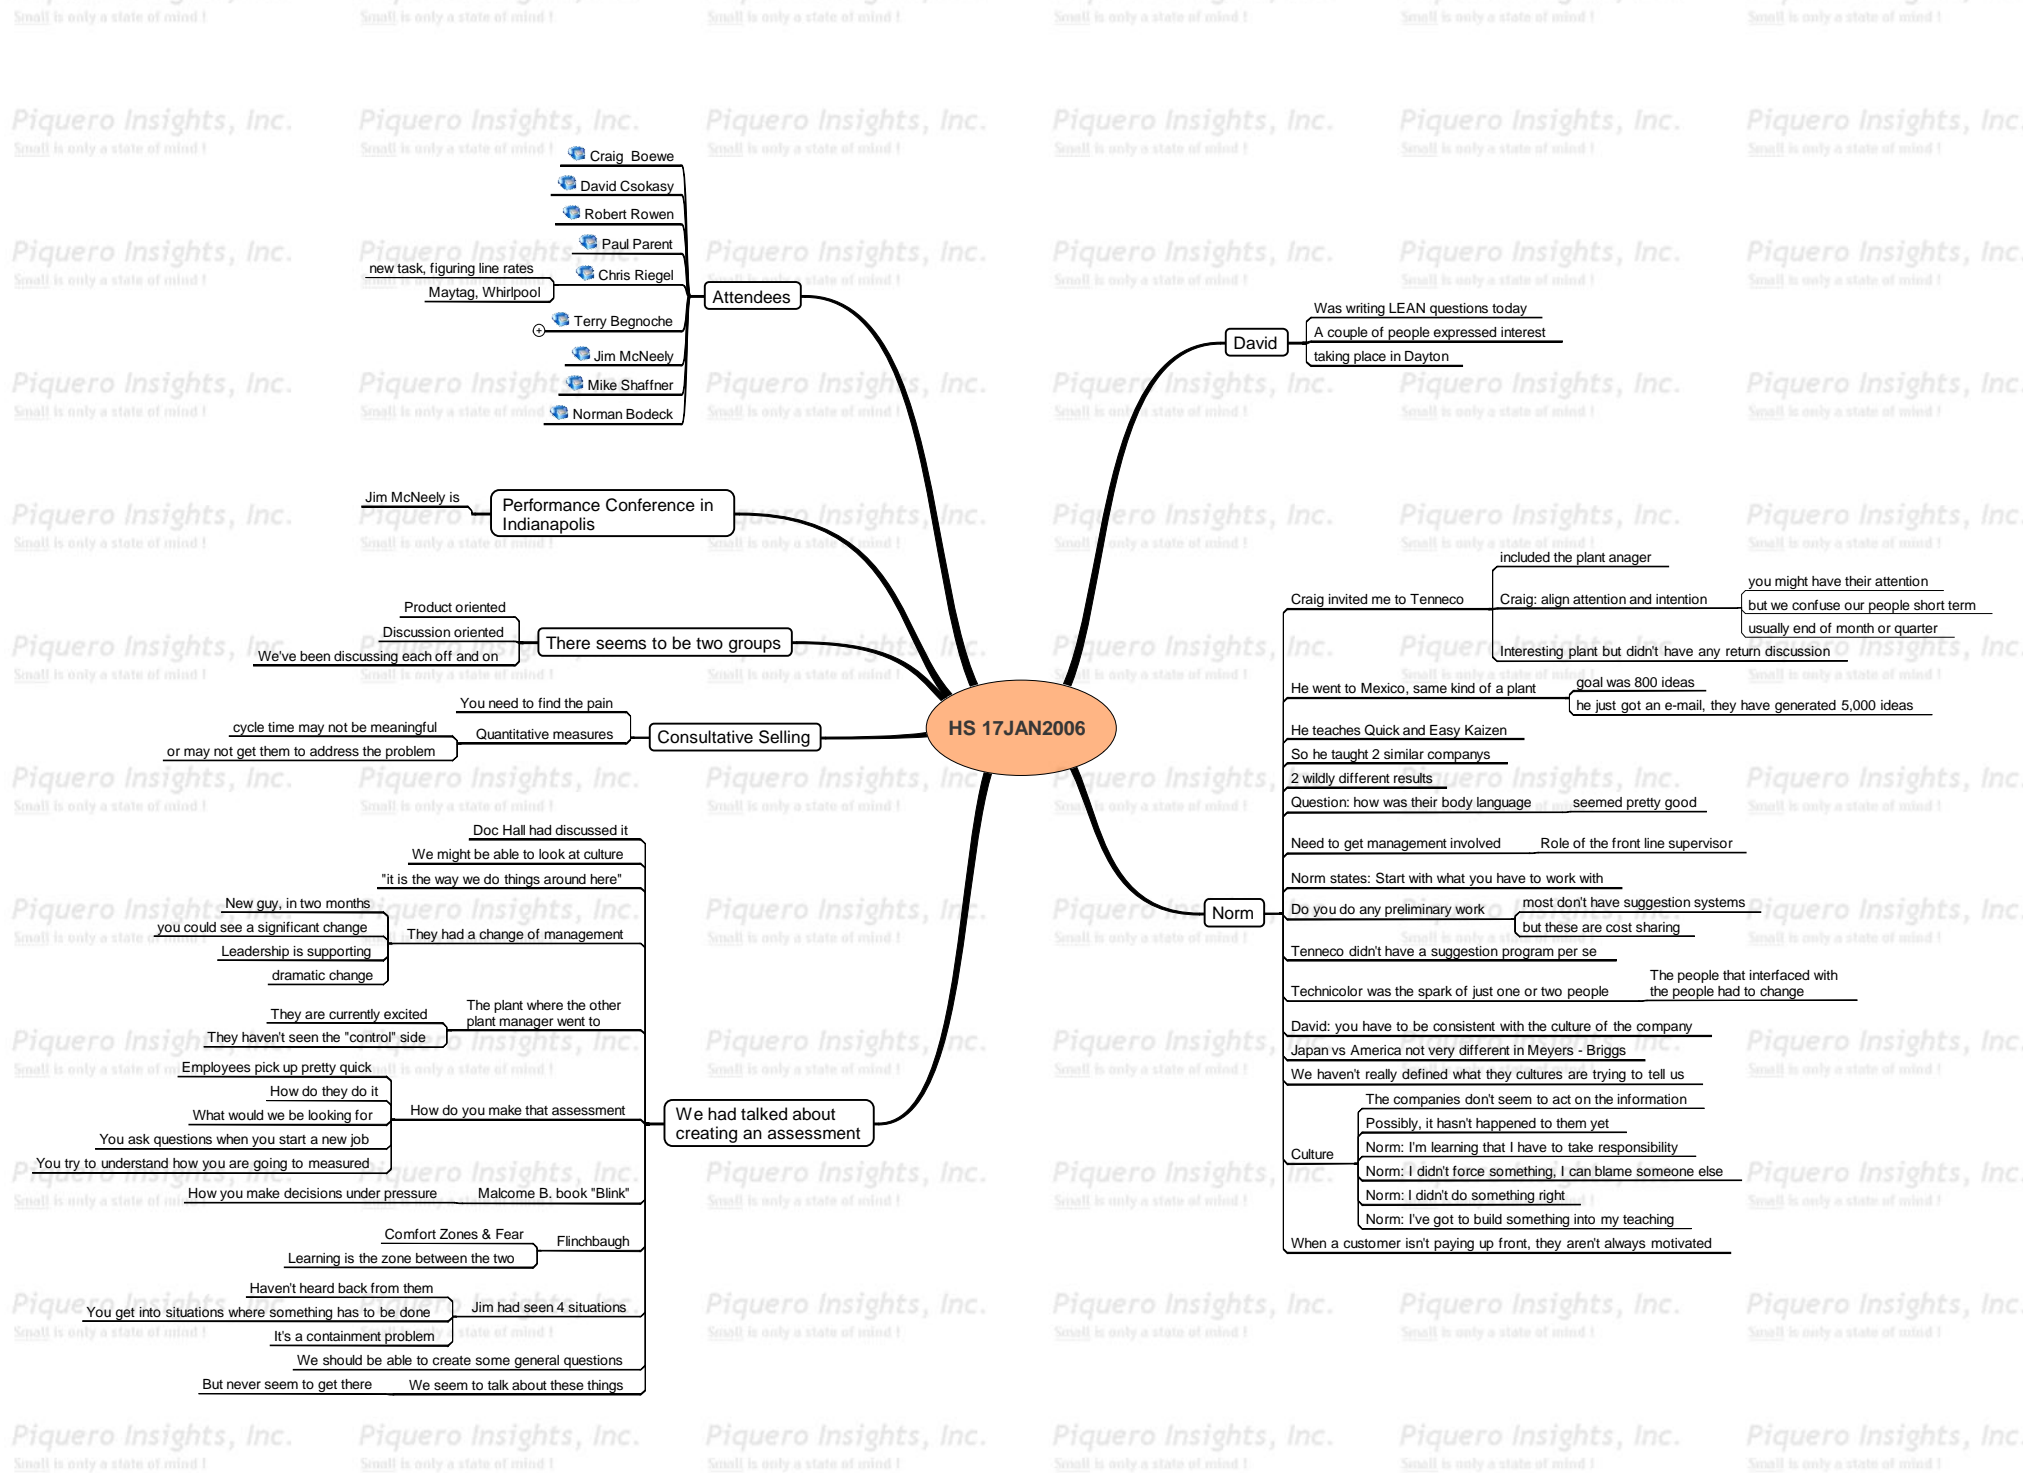 HS 17JAN2006
Attendees
Craig  Boewe
David Csokasy
Robert Rowen
Paul Parent
Chris Riegel
new task, figuring line rates
Maytag, Whirlpool
Terry Begnoche
Jim McNeely
Mike Shaffner
Norman Bodeck
Performance Conference in
Indianapolis
Jim McNeely is
There seems to be two groups
Product oriented
Discussion oriented
We've been discussing each off and on
Consultative Selling
You need to find the pain
Quantitative measures
cycle time may not be meaningful
or may not get them to address the problem
We had talked about
creating an assessment
Doc Hall had discussed it
We might be able to look at culture
"it is the way we do things around here"
They had a change of management
New guy, in two months
you could see a significant change
Leadership is supporting
dramatic change
The plant where the other
plant manager went to
They are currently excited
They haven't seen the "control" side
How do you make that assessment
Employees pick up pretty quick
How do they do it
What would we be looking for
You ask questions when you start a new job
You try to understand how you are going to measured
Malcome B. book "Blink"
How you make decisions under pressure
Flinchbaugh
Comfort Zones & Fear
Learning is the zone between the two
Jim had seen 4 situations
Haven't heard back from them
You get into situations where something has to be done
It's a containment problem
We should be able to create some general questions
We seem to talk about these things
But never seem to get there
David
Was writing LEAN questions today
A couple of people expressed interest
taking place in Dayton
Norm
Craig invited me to Tenneco
included the plant anager
Craig: align attention and intention
you might have their attention
but we confuse our people short term
usually end of month or quarter
Interesting plant but didn't have any return discussion
He went to Mexico, same kind of a plant
goal was 800 ideas
he just got an e-mail, they have generated 5,000 ideas
He teaches Quick and Easy Kaizen
So he taught 2 similar companys
2 wildly different results
Question: how was their body language
seemed pretty good
Need to get management involved
Role of the front line supervisor
Norm states: Start with what you have to work with
Do you do any preliminary work
most don't have suggestion systems
but these are cost sharing
Tenneco didn't have a suggestion program per se
Technicolor was the spark of just one or two people
The people that interfaced with
the people had to change
David: you have to be consistent with the culture of the company
Japan vs America not very different in Meyers - Briggs
We haven't really defined what they cultures are trying to tell us
Culture
The companies don't seem to act on the information
Possibly, it hasn't happened to them yet
Norm: I'm learning that I have to take responsibility
Norm: I didn't force something, I can blame someone else
Norm: I didn't do something right
Norm: I've got to build something into my teaching
When a customer isn't paying up front, they aren't always motivated
Piquero Insights, Inc.
Small is only a state of mind !